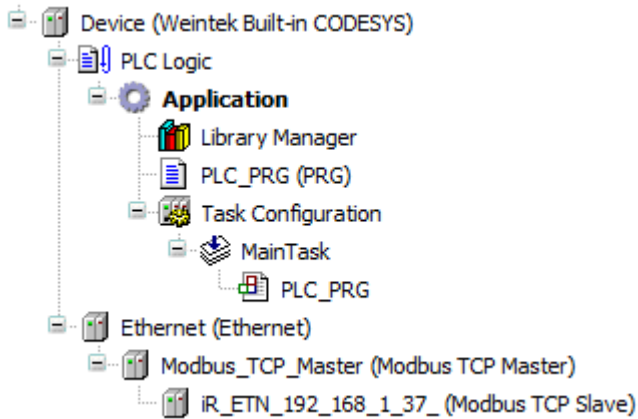 Device (Weintek Built-in CODESYS)
PLC Logic
Application
Library Manager
PLC_PRG (PRG)
Task Configuration
MainTask
PLC_PRG
Ethernet (Ethernet)
Modbus_TCP_Master (Modbus TCP Master)
iR_ETN_192_168_1_37_ (Modbus TCP Slave)